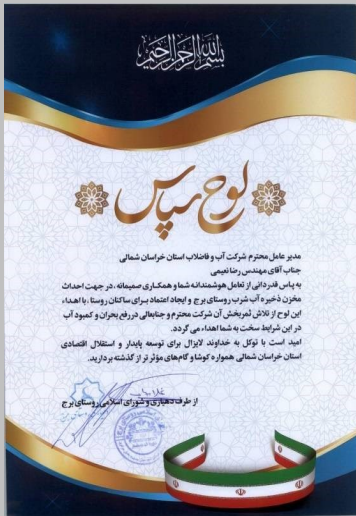 بسم الله الرحمن الرحیم
لوح سپاس
مدیر عامل محترم شرکت آب و فاضلاب استان خراسان شمالی
جناب آقای مهندس رضا نعیمی
به پاس قدردانی از تعامل هوشمندانه شما و همکاری صمیمانه ، در جهت احداث
مخزن ذخیره آب شرب روستای برج و ایجاد اعتماد برای ساکنان روستا ، با اهداء
این لوح از تلاش ثمربخش آن شرکت محترم و جنابعالی در رفع بحران و کمبود آب
در این شرایط سخت به شما اهداء می گردد.
امید است با توکل به خداوند لایزال برای توسعه پایدار و استقلال اقتصادی
استان خراسان شمالی همواره کوشا و گام‌های مؤثرتر از گذشته بردارید.
از طرف دهیاری و شورای اسلامی روستای برج